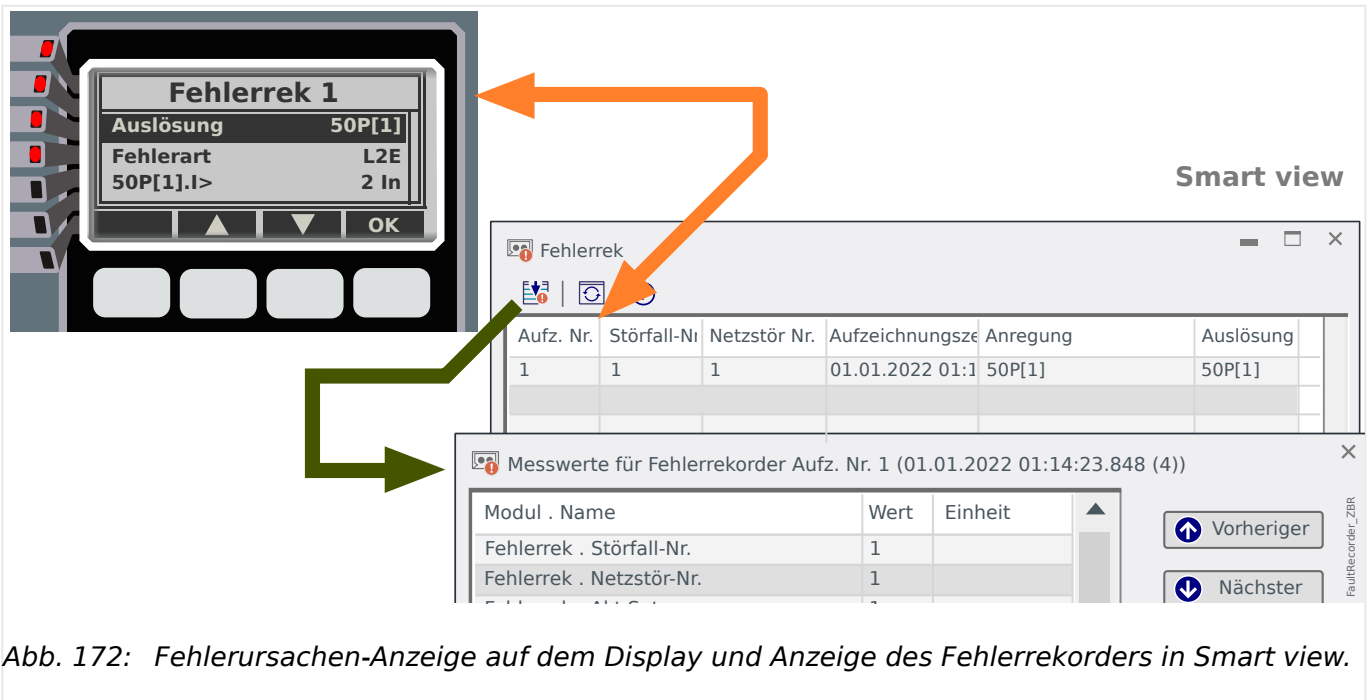 Fehlerrek 1
Auslösung 50P[1]
Fehlerart L2E
50P[1].I> 2 In
OK
Smart view
Fehlerrek
Aufz. Nr. Störfall-Nr Netzstör Nr. Aufzeichnungsze Anregung Auslösung
1 1 1 01.01.2022 01:1 50P[1] 50P[1]
Messwerte für Fehlerrekorder Aufz. Nr. 1 (01.01.2022 01:14:23.848 (4))
Modul . Name Wert Einheit
Fehlerrek . Störfall-Nr. 1
Fehlerrek . Netzstör-Nr. 1
Vorheriger
Nächster
FaultRecorder_ZBR
Abb. 172: Fehlerursachen-Anzeige auf dem Display und Anzeige des Fehlerrekorders in Smart view.